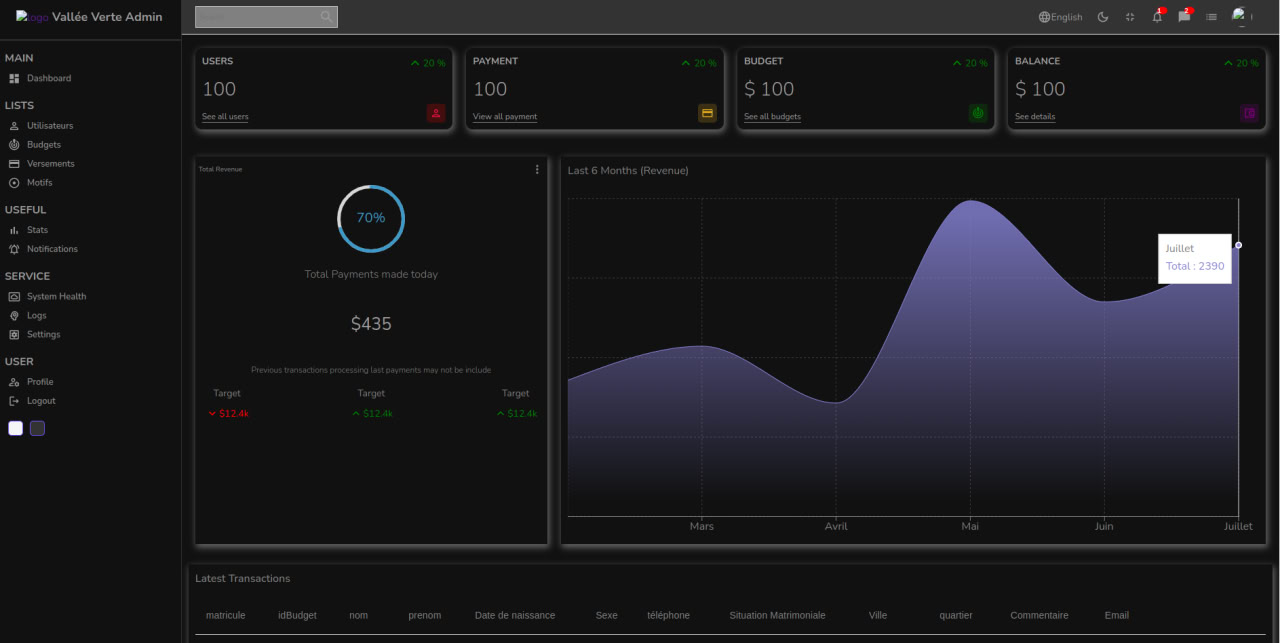 logo Vallée Verte Admin
English
1
2
MAIN
Dashboard
LISTS
Utilisateurs
Budgets
Versements
Motifs
USEFUL
Stats
Notifications
SERVICE
System Health
Logs
Settings
USER
Profile
Logout
USERS
20 %
100
See all users
PAYMENT
20 %
100
View all payment
BUDGET
20 %
$ 100
See all budgets
BALANCE
20 %
$ 100
See details
Total Revenue
70%
Total Payments made today
$435
Previous transactions processing last payments may not be include
Target Target Target
$12.4k $12.4k $12.4k
Last 6 Months (Revenue)
Juillet
Total : 2390
Mars Avril Mai Juin Juillet
Latest Transactions
matricule idBudget nom prenom Date de naissance Sexe téléphone Situation Matrimoniale Ville quartier Commentaire Email